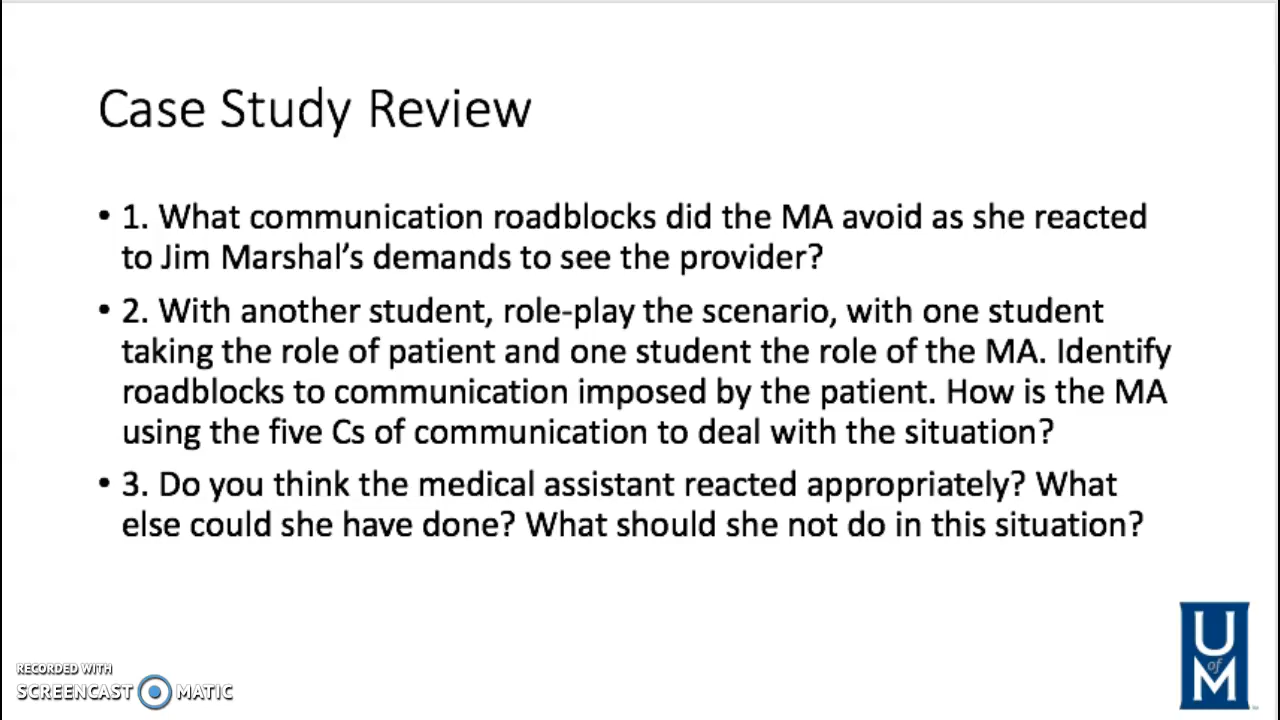 Case Study Review
• 1. What communication roadblocks did the MA avoid as she reacted
to Jim Marshal’s demands to see the provider?
• 2. With another student, role-play the scenario, with one student
taking the role of patient and one student the role of the MA. Identify
roadblocks to communication imposed by the patient. How is the MA
using the five Cs of communication to deal with the situation?
• 3. Do you think the medical assistant reacted appropriately? What
else could she have done? What should she not do in this situation?
RECORDED WITH
SCREENCAST MATIC
U
of
M